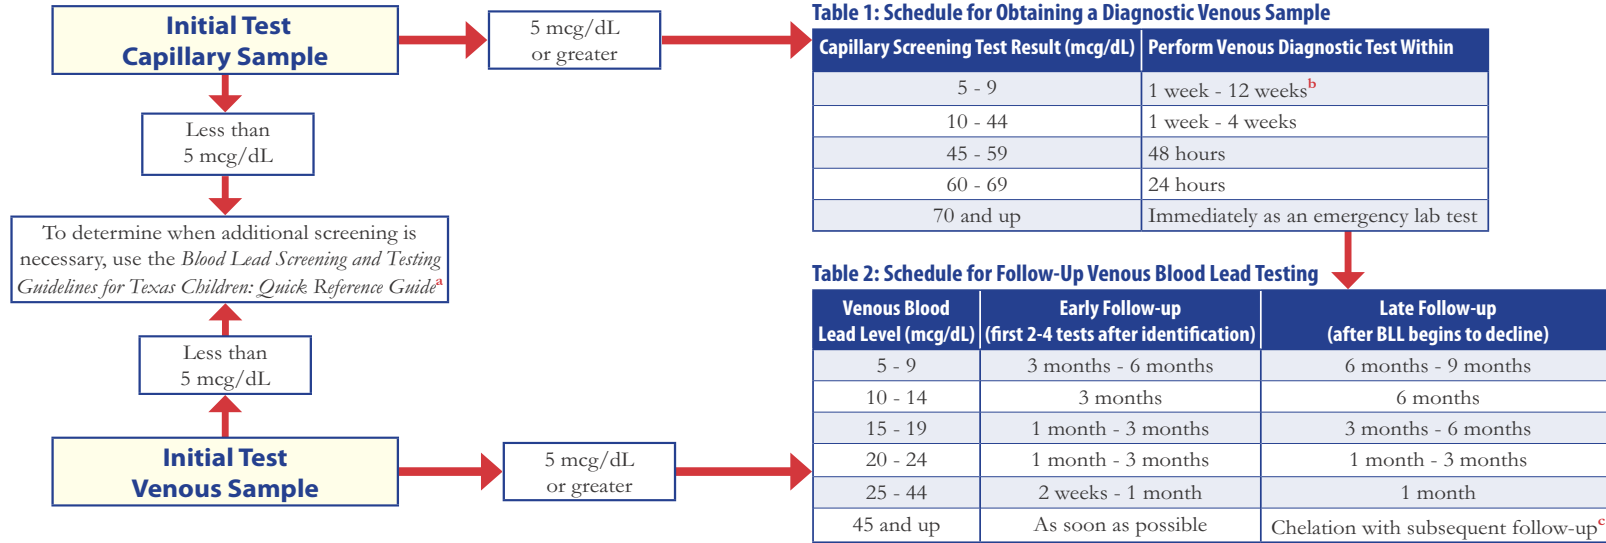 Initial Test
Capillary Sample
5 mcg/dL
or greater
Less than
5 mcg/dL
To determine when additional screening is
necessary, use the Blood Lead Screening and Testing
Guidelines for Texas Children: Quick Reference Guideᵃ
Less than
5 mcg/dL
Initial Test
Venous Sample
5 mcg/dL
or greater
Table 1: Schedule for Obtaining a Diagnostic Venous Sample
Capillary Screening Test Result (mcg/dL) Perform Venous Diagnostic Test Within
5 - 9 1 week - 12 weeksᵇ
10 - 44 1 week - 4 weeks
45 - 59 48 hours
60 - 69 24 hours
70 and up Immediately as an emergency lab test
Table 2: Schedule for Follow-Up Venous Blood Lead Testing
Venous Blood Early Follow-up Late Follow-up
Lead Level (mcg/dL) (first 2-4 tests after identification) (after BLL begins to decline)
5 - 9 3 months - 6 months 6 months - 9 months
10 - 14 3 months 6 months
15 - 19 1 month - 3 months 3 months - 6 months
20 - 24 1 month - 3 months 1 month - 3 months
25 - 44 2 weeks - 1 month 1 month
45 and up As soon as possible Chelation with subsequent follow-upᶜ